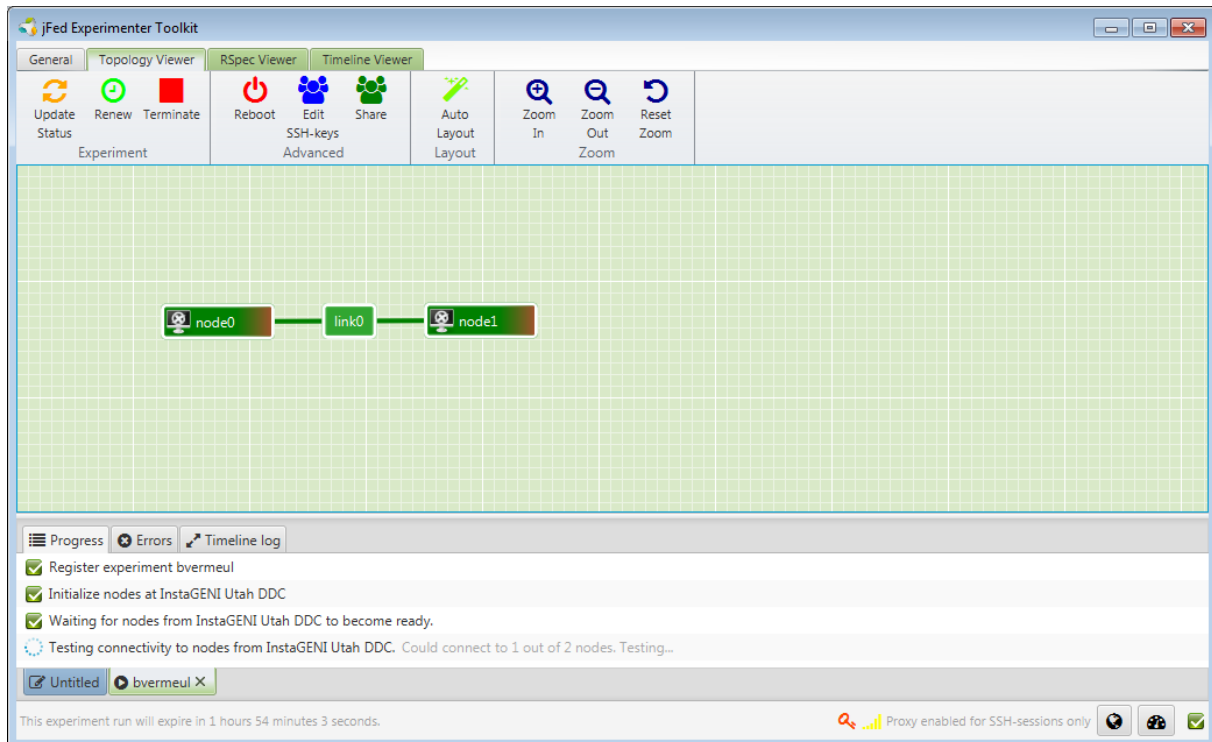 jFed Experimenter Toolkit
General Topology Viewer RSpec Viewer Timeline Viewer
Update Status Renew Terminate Reboot Edit SSH-keys Share Auto Layout Zoom In Zoom Out Reset Zoom
Experiment Advanced Layout Zoom
node0 link0 node1
Progress Errors Timeline log
Register experiment bvermeul
Initialize nodes at InstaGENI Utah DDC
Waiting for nodes from InstaGENI Utah DDC to become ready.
Testing connectivity to nodes from InstaGENI Utah DDC. Could connect to 1 out of 2 nodes. Testing...
Untitled bvermeul
This experiment run will expire in 1 hours 54 minutes 3 seconds. Proxy enabled for SSH-sessions only